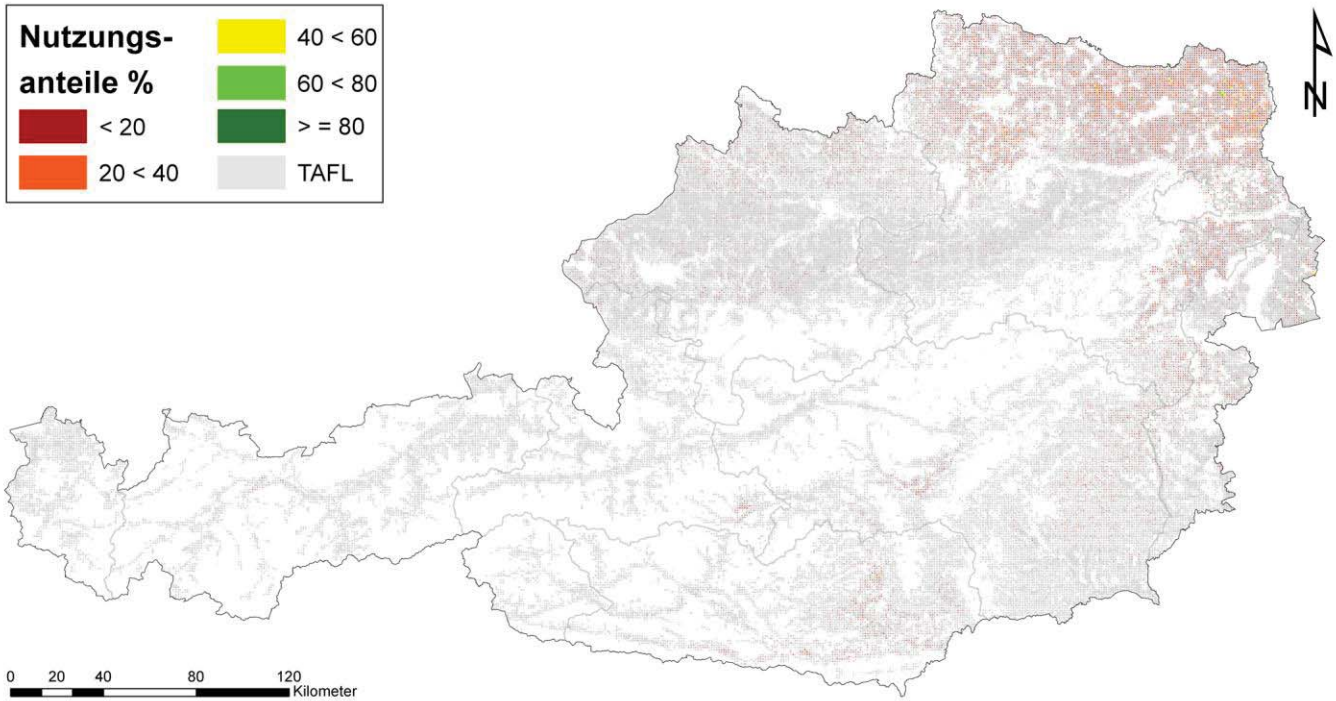 Nutzungs-
anteile %
< 20
20 < 40
40 < 60
60 < 80
> = 80
TAFL
N
0 20 40 80 120
Kilometer